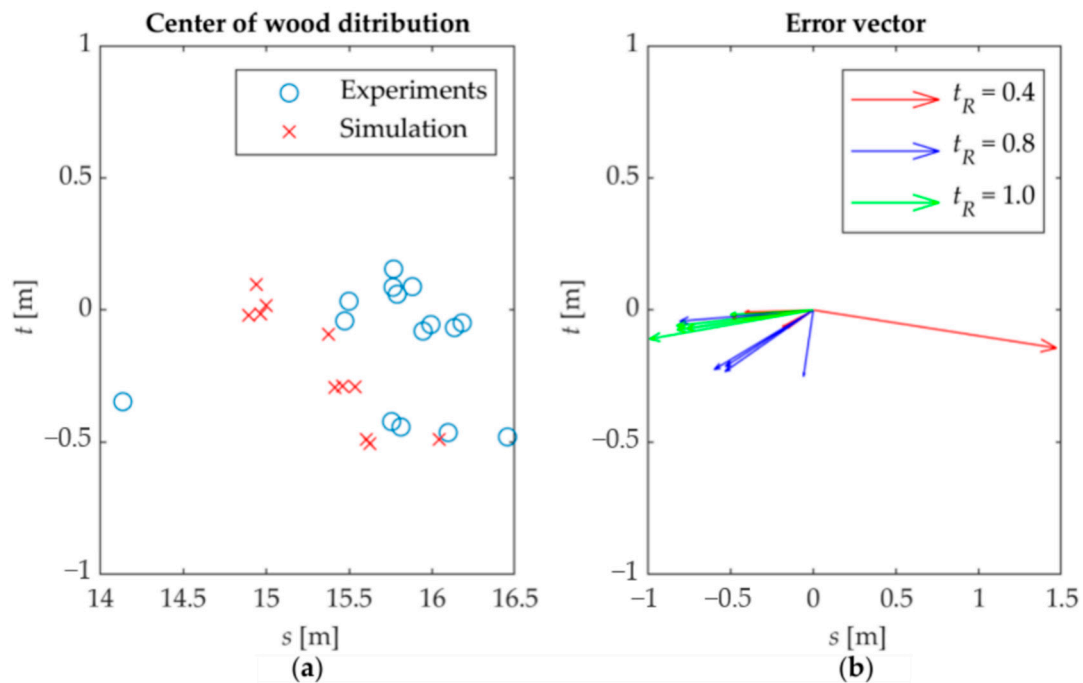 Center of wood ditribution
1
0.5
0
−0.5
−1
t [m]
14
14.5
15
15.5
16
16.5
s [m]
Experiments
Simulation
(a)
Error vector
1
0.5
0
−0.5
−1
t [m]
−1
−0.5
0
0.5
1
1.5
s [m]
t_R = 0.4
t_R = 0.8
t_R = 1.0
(b)